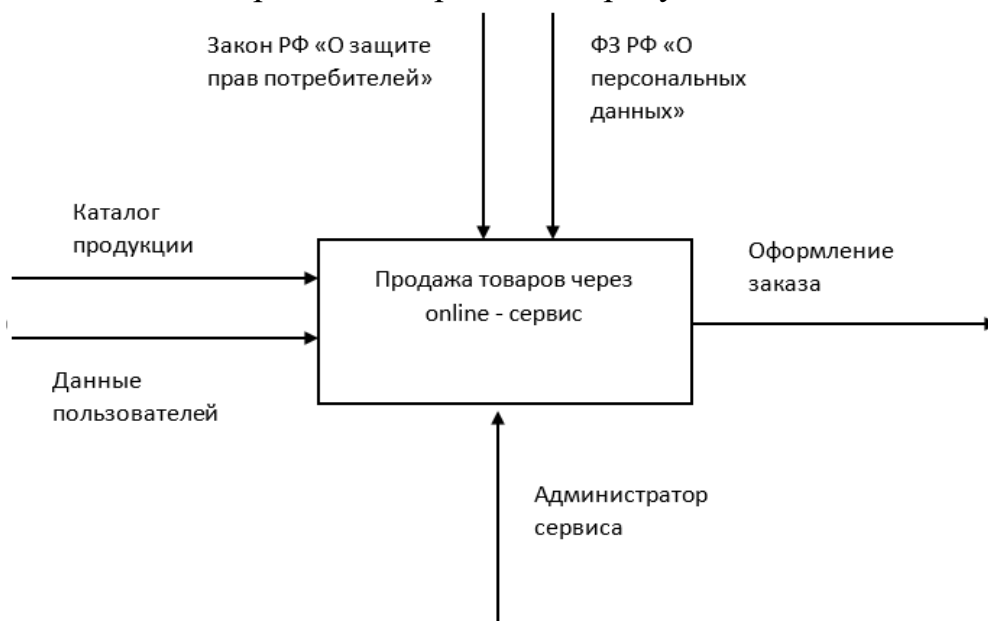 Закон РФ «О защите
прав потребителей»
ФЗ РФ «О
персональных
данных»
Каталог
продукции
Продажа товаров через
online - сервис
Оформление
заказа
Данные
пользователей
Администратор
сервиса